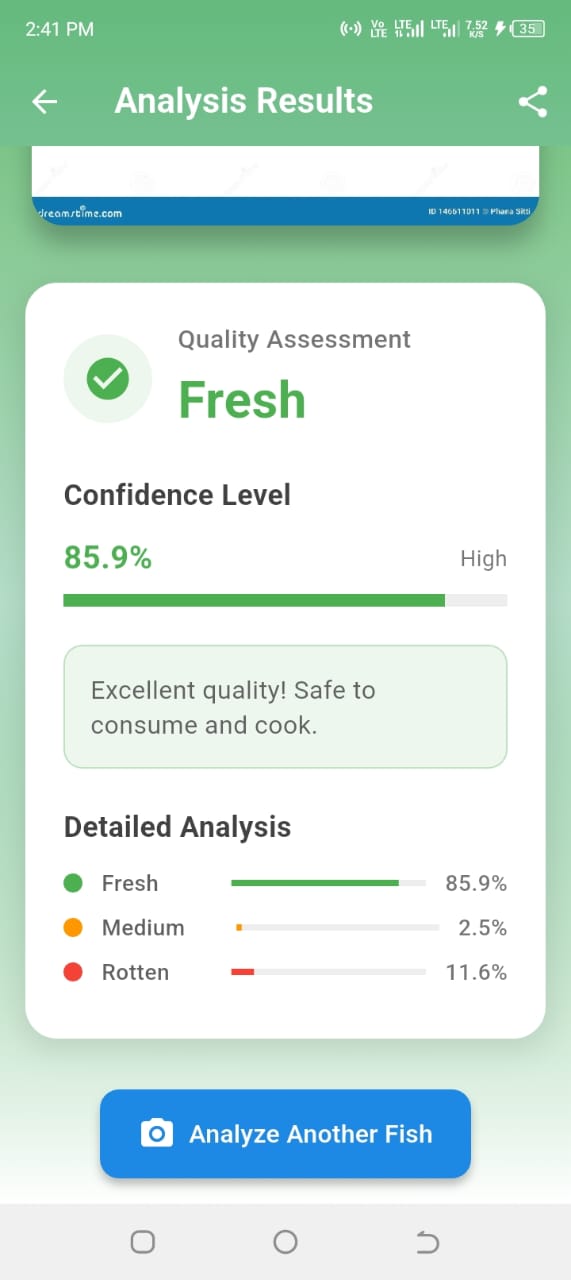 2:41 PM
Vo LTE LTE LTE 7.52 K/S 35
Analysis Results
dreamstime.com
ID 146611011 © Phana Sitti
Quality Assessment
Fresh
Confidence Level
85.9% High
Excellent quality! Safe to
consume and cook.
Detailed Analysis
Fresh 85.9%
Medium 2.5%
Rotten 11.6%
Analyze Another Fish